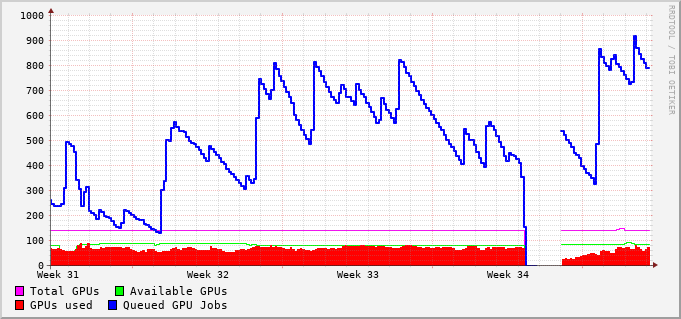 1000
900
800
700
600
500
400
300
200
100
0
Week 31 Week 32 Week 33 Week 34
Total GPUs Available GPUs
GPUs used Queued GPU Jobs
RRDTOOL / TOBI OETIKER